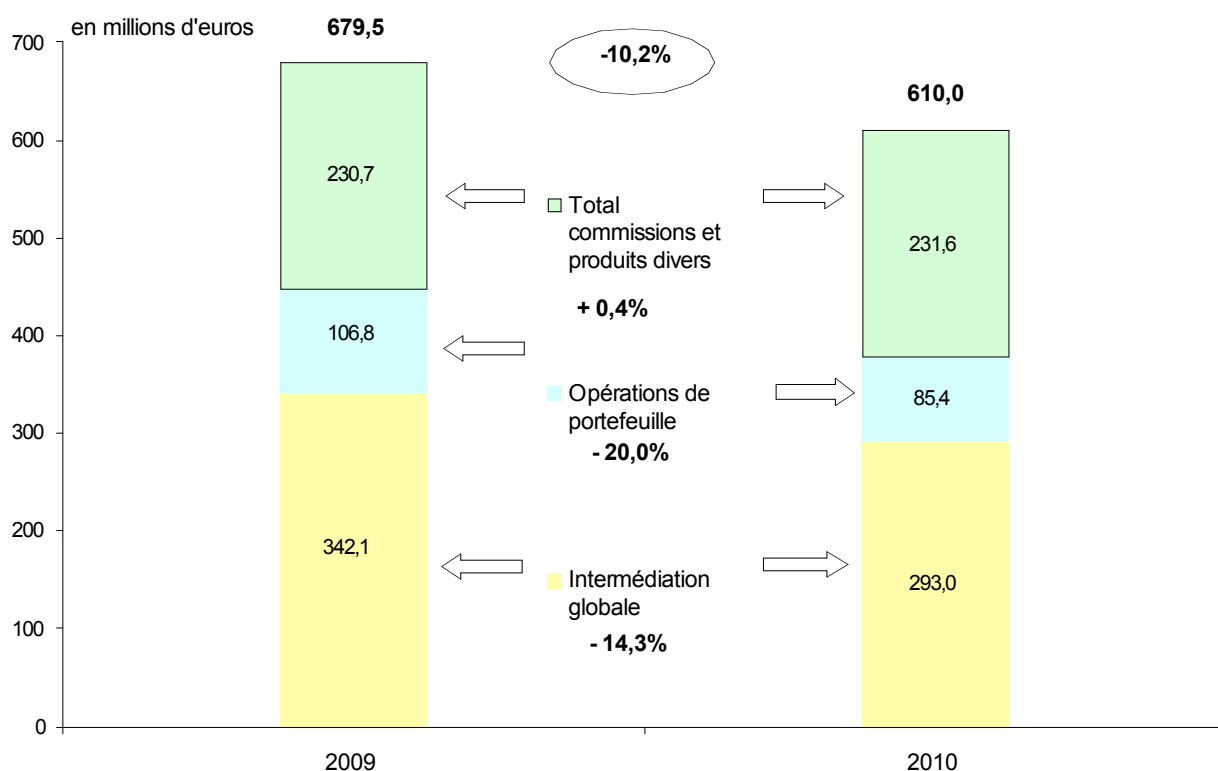 en millions d'euros
679,5
-10,2%
610,0
700
600
500
400
300
200
100
0
230,7
106,8
342,1
Total
commissions et
produits divers
+ 0,4%
Opérations de
portefeuille
- 20,0%
Intermédiation
globale
- 14,3%
231,6
85,4
293,0
2009
2010